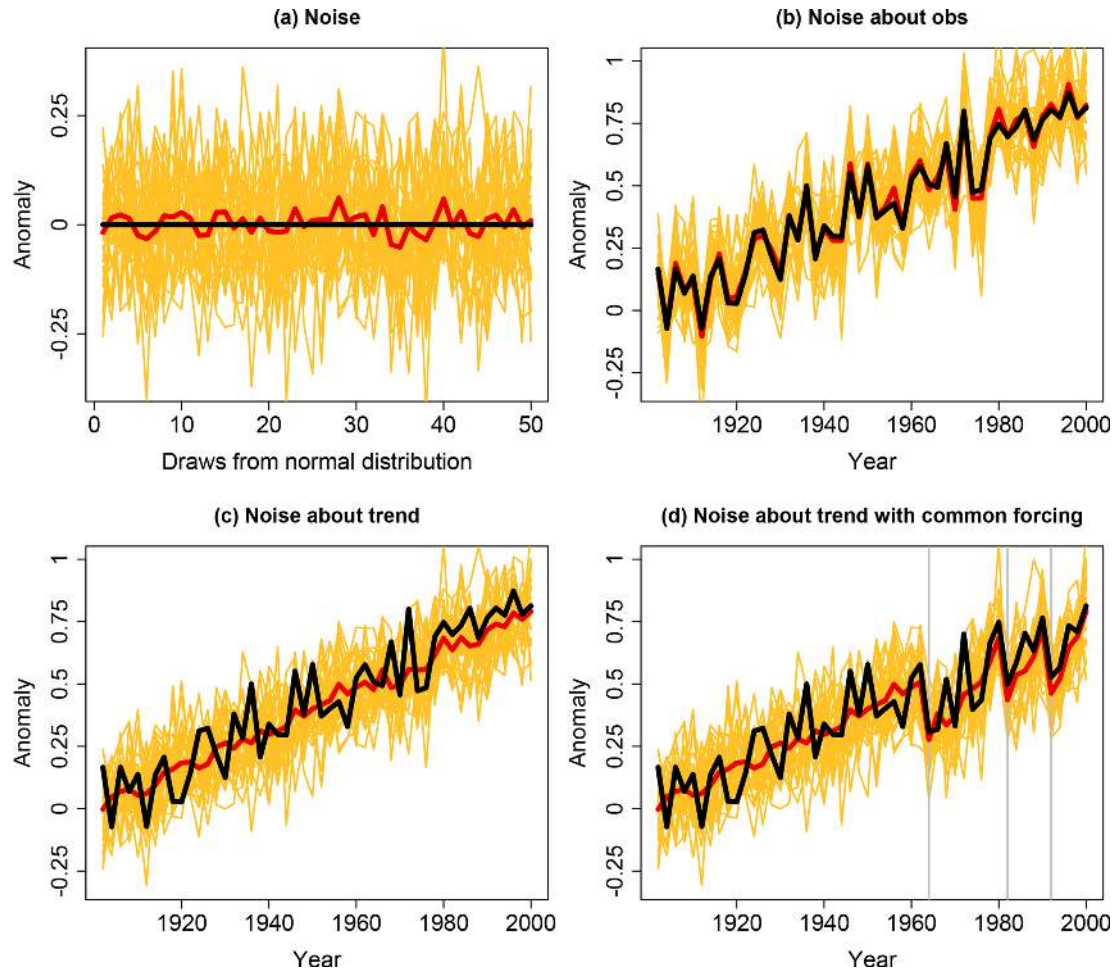 (a) Noise
Anomaly
0.25
0
-0.25
0 10 20 30 40 50
Draws from normal distribution
(b) Noise about obs
Anomaly
1
0.75
0.5
0.25
0
-0.25
1920 1940 1960 1980 2000
Year
(c) Noise about trend
Anomaly
1
0.75
0.5
0.25
0
-0.25
1920 1940 1960 1980 2000
Year
(d) Noise about trend with common forcing
Anomaly
1
0.75
0.5
0.25
0
-0.25
1920 1940 1960 1980 2000
Year